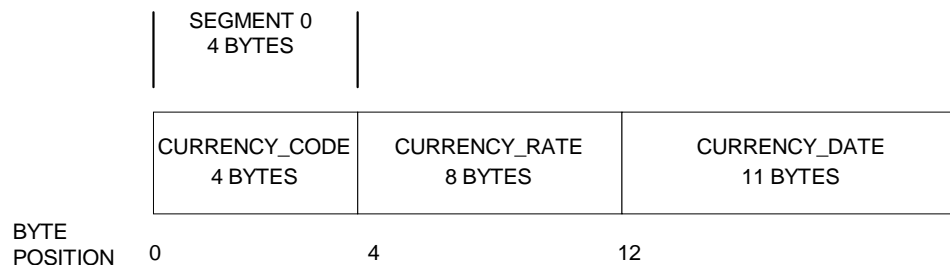 SEGMENT 0
4 BYTES
CURRENCY_CODE CURRENCY_RATE CURRENCY_DATE
4 BYTES 8 BYTES 11 BYTES
BYTE
POSITION 0 4 12